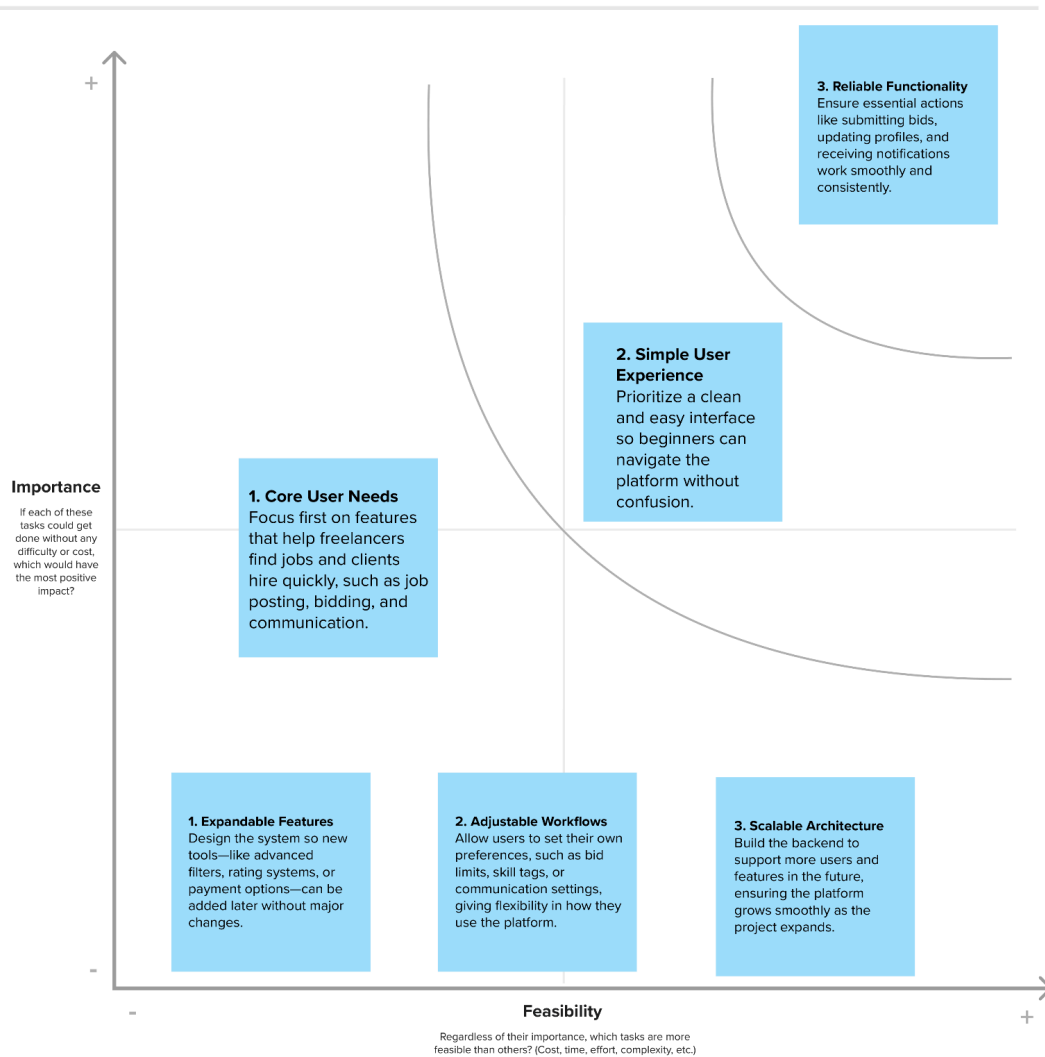 +
3. Reliable Functionality
Ensure essential actions
like submitting bids,
updating profiles, and
receiving notifications
work smoothly and
consistently.
2. Simple User
Experience
Prioritize a clean
and easy interface
so beginners can
navigate the
platform without
confusion.
Importance
If each of these
tasks could get
done without any
difficulty or cost,
which would have
the most positive
impact?
1. Core User Needs
Focus first on features
that help freelancers
find jobs and clients
hire quickly, such as job
posting, bidding, and
communication.
1. Expandable Features
Design the system so new
tools—like advanced
filters, rating systems, or
payment options—can be
added later without major
changes.
2. Adjustable Workflows
Allow users to set their own
preferences, such as bid
limits, skill tags, or
communication settings,
giving flexibility in how they
use the platform.
3. Scalable Architecture
Build the backend to
support more users and
features in the future,
ensuring the platform
grows smoothly as the
project expands.
-
-
Feasibility
+
Regardless of their importance, which tasks are more
feasible than others? (Cost, time, effort, complexity, etc.)